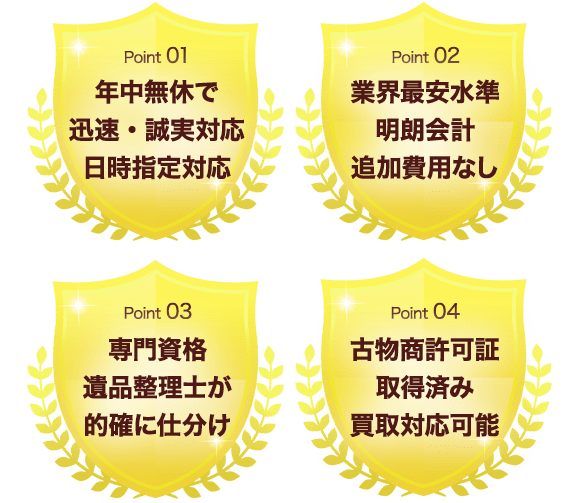 Point 01
年中無休で
迅速・誠実対応
日時指定対応
Point 02
業界最安水準
明朗会計
追加費用なし
Point 03
専門資格
遺品整理士が
的確に仕分け
Point 04
古物商許可証
取得済み
買取対応可能